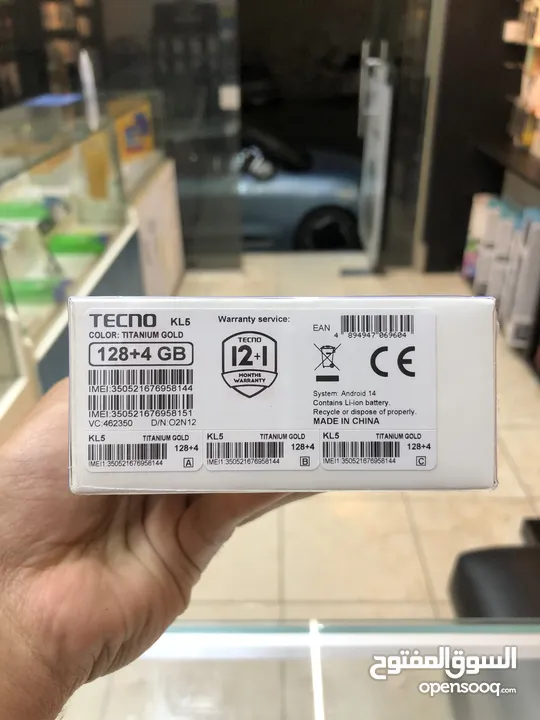 TECNO KL5
COLOR: TITANIUM GOLD
128+4 GB
IMEI:350521676958144
IMEI:350521676958151
VC:462350 D/N:O2N12
Warranty service:
TECNO
12+1
MONTHS
WARRANTY
EAN
4 894947 069604
CE
System: Android 14
Contains Li-ion battery.
Recycle or dispose of properly.
MADE IN CHINA
KL5 TITANIUM GOLD
128+4
IMEI1:350521676958144 A
KL5 TITANIUM GOLD
128+4
IMEI1:350521676958144 B
KL5 TITANIUM GOLD
128+4
IMEI1:350521676958144 C
السوق المفتوح
opensooq.com